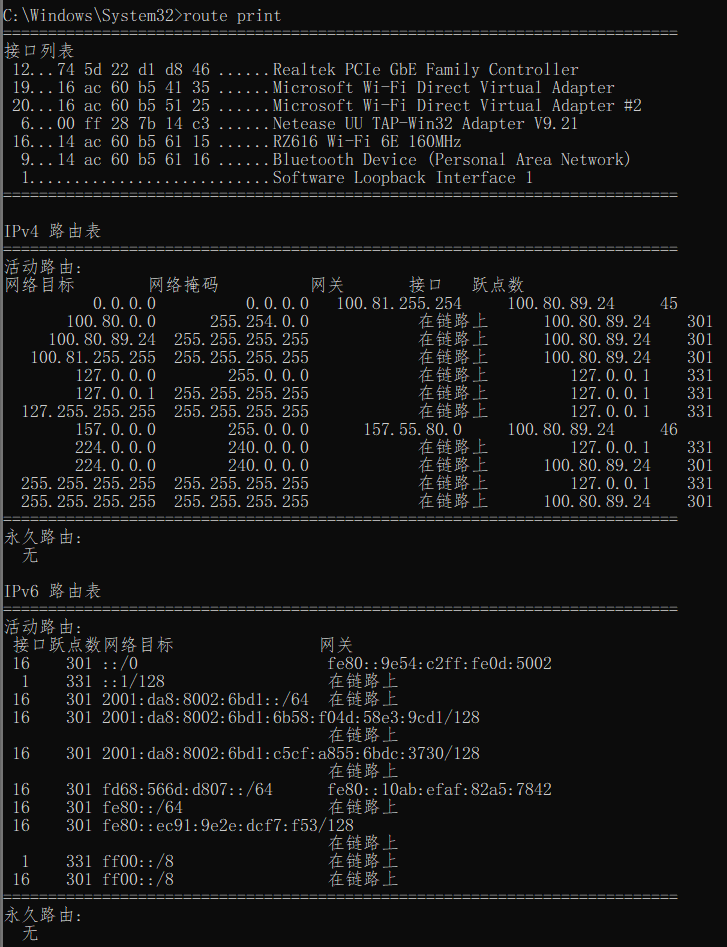 C:\Windows\System32>route print
===========================================================================
接口列表
 12...74 5d 22 d1 d8 46 ......Realtek PCIe GbE Family Controller
 19...16 ac 60 b5 41 35 ......Microsoft Wi-Fi Direct Virtual Adapter
 20...16 ac 60 b5 51 25 ......Microsoft Wi-Fi Direct Virtual Adapter #2
  6...00 ff 28 7b 14 c3 ......Netease UU TAP-Win32 Adapter V9.21
 16...14 ac 60 b5 61 15 ......RZ616 Wi-Fi 6E 160MHz
  9...14 ac 60 b5 61 16 ......Bluetooth Device (Personal Area Network)
  1...........................Software Loopback Interface 1
===========================================================================
IPv4 路由表
===========================================================================
活动路由:
网络目标        网络掩码          网关       接口   跃点数
          0.0.0.0          0.0.0.0   100.81.255.254     100.80.89.24     45
       100.80.0.0      255.254.0.0            在链路上      100.80.89.24    301
     100.80.89.24  255.255.255.255            在链路上      100.80.89.24    301
   100.81.255.255  255.255.255.255            在链路上      100.80.89.24    301
        127.0.0.0        255.0.0.0            在链路上         127.0.0.1    331
        127.0.0.1  255.255.255.255            在链路上         127.0.0.1    331
  127.255.255.255  255.255.255.255            在链路上         127.0.0.1    331
        157.0.0.0        255.0.0.0      157.55.80.0     100.80.89.24     46
        224.0.0.0        240.0.0.0            在链路上         127.0.0.1    331
        224.0.0.0        240.0.0.0            在链路上      100.80.89.24    301
  255.255.255.255  255.255.255.255            在链路上         127.0.0.1    331
  255.255.255.255  255.255.255.255            在链路上      100.80.89.24    301
===========================================================================
永久路由:
  无
IPv6 路由表
===========================================================================
活动路由:
 接口跃点数网络目标                网关
 16    301 ::/0                     fe80::9e54:c2ff:fe0d:5002
  1    331 ::1/128                  在链路上
 16    301 2001:da8:8002:6bd1::/64  在链路上
 16    301 2001:da8:8002:6bd1:6b58:f04d:58e3:9cd1/128
                                    在链路上
 16    301 2001:da8:8002:6bd1:c5cf:a855:6bdc:3730/128
                                    在链路上
 16    301 fd68:566d:d807::/64      fe80::10ab:efaf:82a5:7842
 16    301 fe80::/64                在链路上
 16    301 fe80::ec91:9e2e:dcf7:f53/128
                                    在链路上
  1    331 ff00::/8                 在链路上
 16    301 ff00::/8                 在链路上
===========================================================================
永久路由:
  无